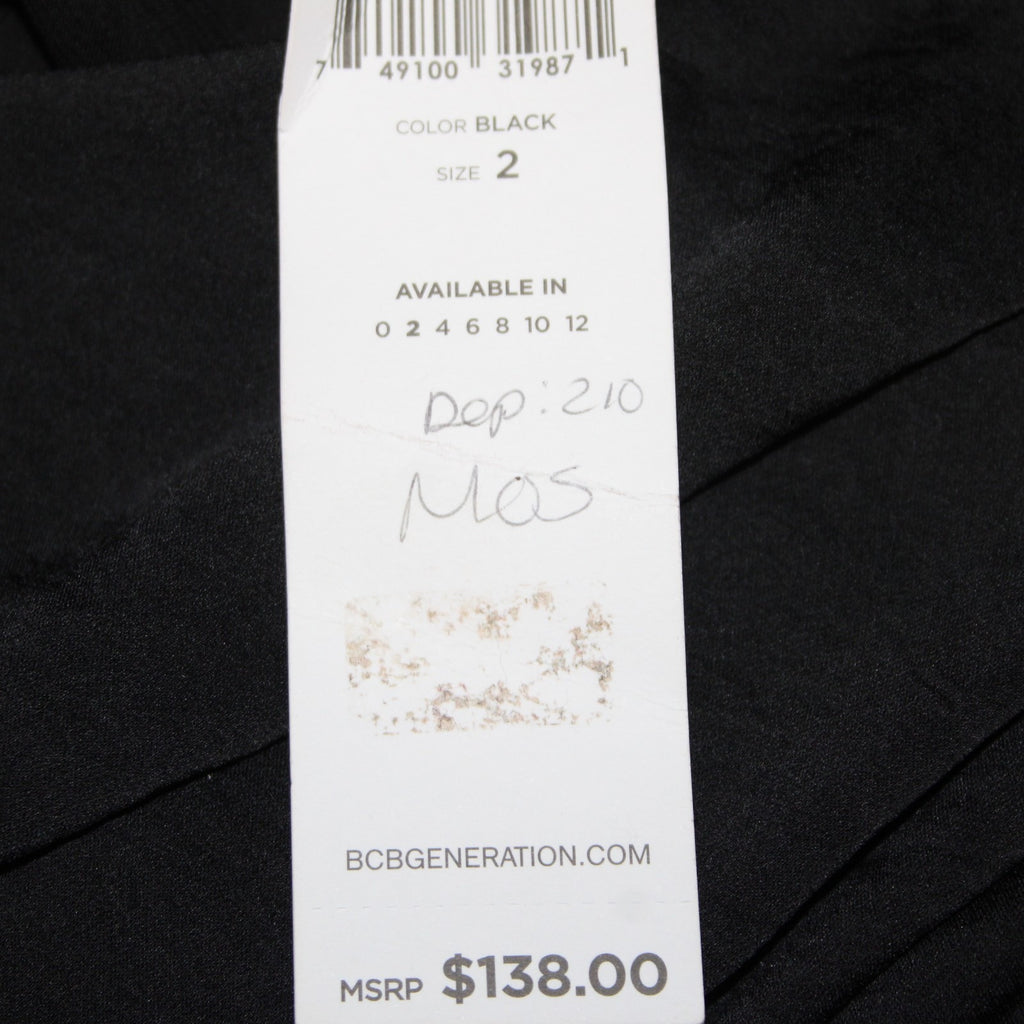 7 49100 31987 1
COLOR BLACK
SIZE 2
AVAILABLE IN
0 2 4 6 8 10 12
Dep: 210
MOS
BCBGENERATION.COM
MSRP $138.00